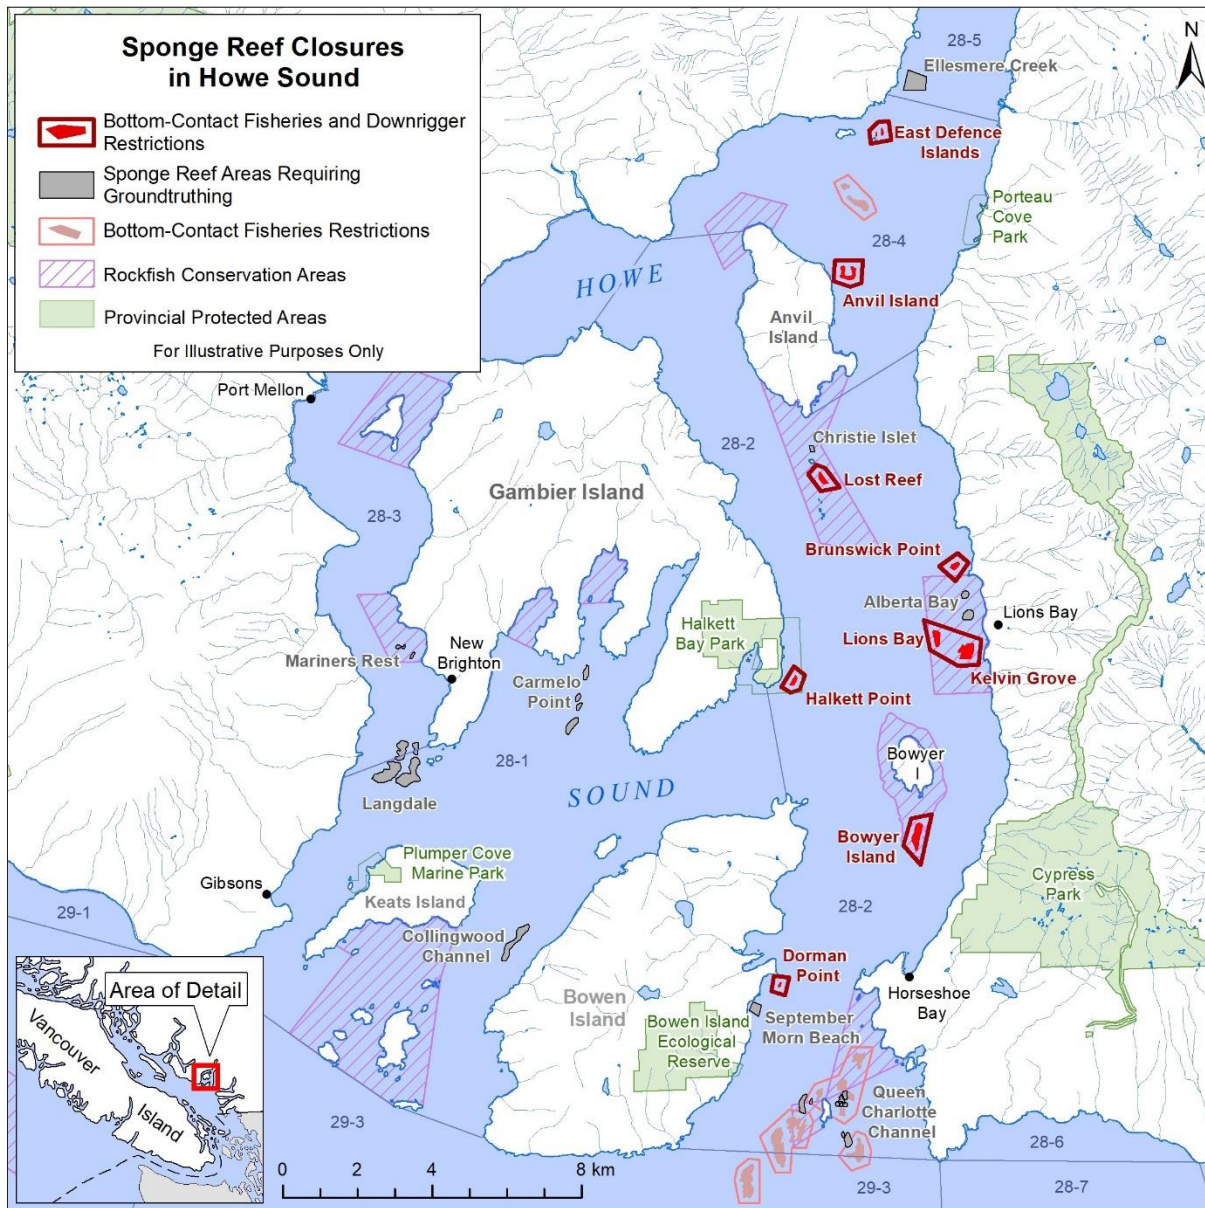 Sponge Reef Closures
in Howe Sound
Bottom-Contact Fisheries and Downrigger
Restrictions
Sponge Reef Areas Requiring
Groundtruthing
Bottom-Contact Fisheries Restrictions
Rockfish Conservation Areas
Provincial Protected Areas
For Illustrative Purposes Only
N
28-5
Ellesmere Creek
East Defence
Islands
Porteau
Cove
Park
28-4
HOWE
Anvil Island
Anvil
Island
Port Mellon
28-2
Christie Islet
Lost Reef
Gambier Island
28-3
Brunswick Point
Alberta Bay
Lions Bay
Lions Bay
Kelvin Grove
Halkett
Bay Park
Halkett Point
Mariners Rest
New
Brighton
Carmelo
Point
28-1
SOUND
Langdale
Bowyer
I
Bowyer
Island
Plumper Cove
Marine Park
Keats Island
Gibsons
29-1
Collingwood
Channel
Cypress
Park
28-2
Dorman
Point
Horseshoe
Bay
Bowen
Island
Bowen Island
Ecological
Reserve
September
Morn Beach
Queen
Charlotte
Channel
Area of Detail
Vancouver
Island
29-3
28-6
29-3
28-7
0 2 4 8 km